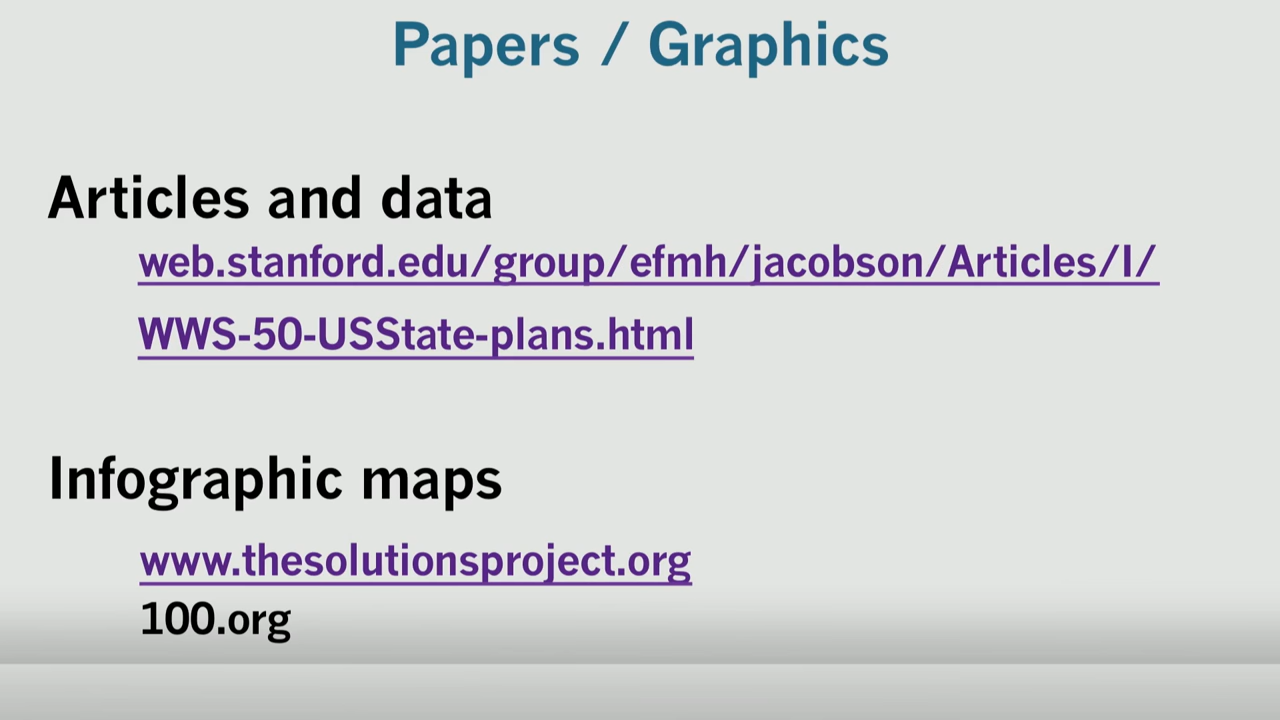 Papers / Graphics
Articles and data
web.stanford.edu/group/efmh/jacobson/Articles/I/
WWS-50-USState-plans.html
Infographic maps
www.thesolutionsproject.org
100.org